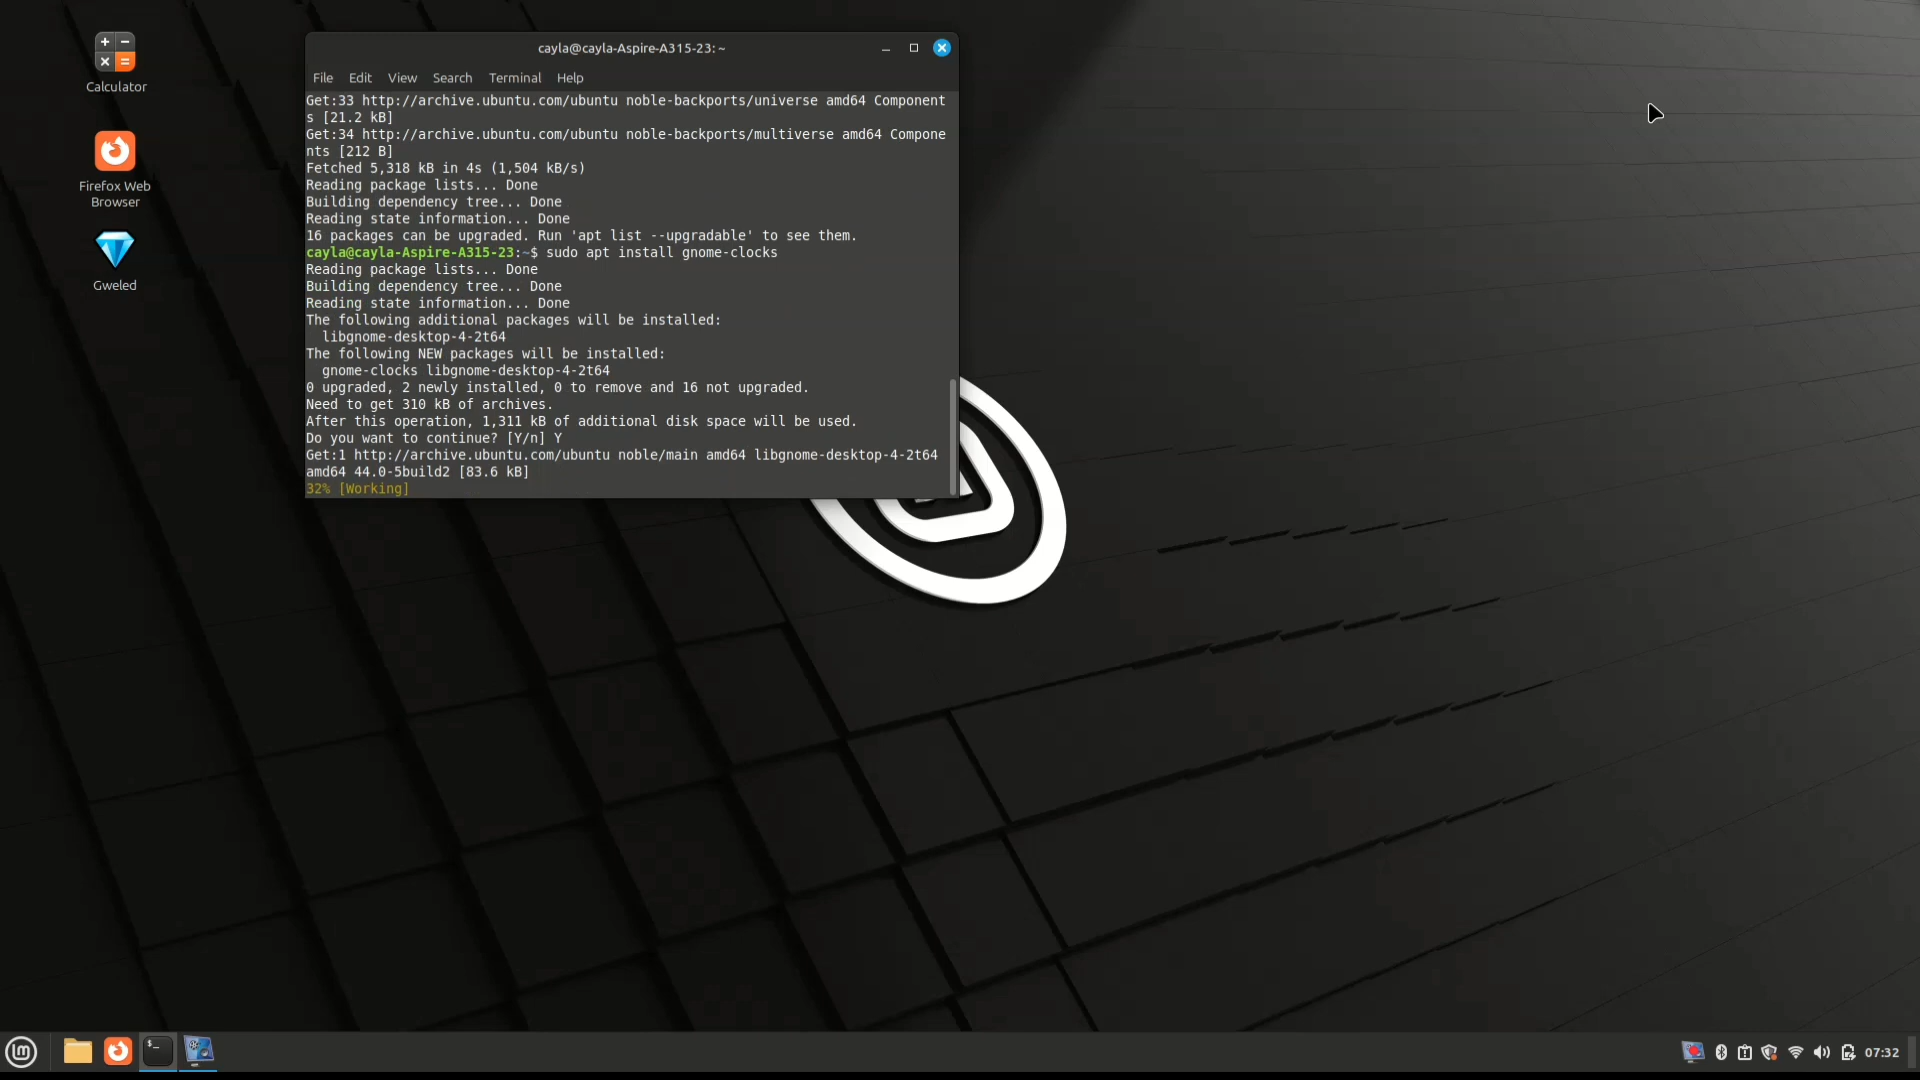 Calculator
Firefox Web
Browser
Gweled
cayla@cayla-Aspire-A315-23: ~
File Edit View Search Terminal Help
Get:33 http://archive.ubuntu.com/ubuntu noble-backports/universe amd64 Component
s [21.2 kB]
Get:34 http://archive.ubuntu.com/ubuntu noble-backports/multiverse amd64 Compone
nts [212 B]
Fetched 5,318 kB in 4s (1,504 kB/s)
Reading package lists... Done
Building dependency tree... Done
Reading state information... Done
16 packages can be upgraded. Run 'apt list --upgradable' to see them.
cayla@cayla-Aspire-A315-23:~$ sudo apt install gnome-clocks
Reading package lists... Done
Building dependency tree... Done
Reading state information... Done
The following additional packages will be installed:
libgnome-desktop-4-2t64
The following NEW packages will be installed:
gnome-clocks libgnome-desktop-4-2t64
0 upgraded, 2 newly installed, 0 to remove and 16 not upgraded.
Need to get 310 kB of archives.
After this operation, 1,311 kB of additional disk space will be used.
Do you want to continue? [Y/n] Y
Get:1 http://archive.ubuntu.com/ubuntu noble/main amd64 libgnome-desktop-4-2t64
amd64 44.0-5build2 [83.6 kB]
32% [Working]
07:32